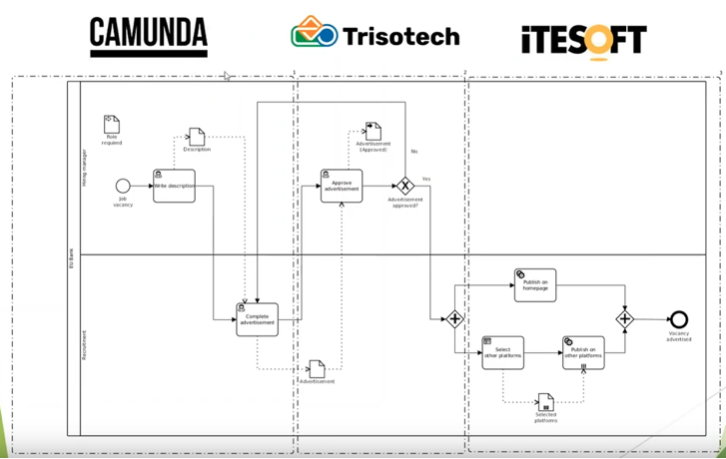 CAMUNDA
Trisotech
iTESOFT
Hiring manager
Role
required
Description
Job
vacancy
Write description
Advertisement
(Approved)
Approve
advertisement
No
Yes
Advertisement
approved?
EU Bank
Recruitment
Complete
advertisement
Advertisement
Publish on
homepage
Select
other platforms
Publish on
other platforms
Selected
platforms
Vacancy
advertised